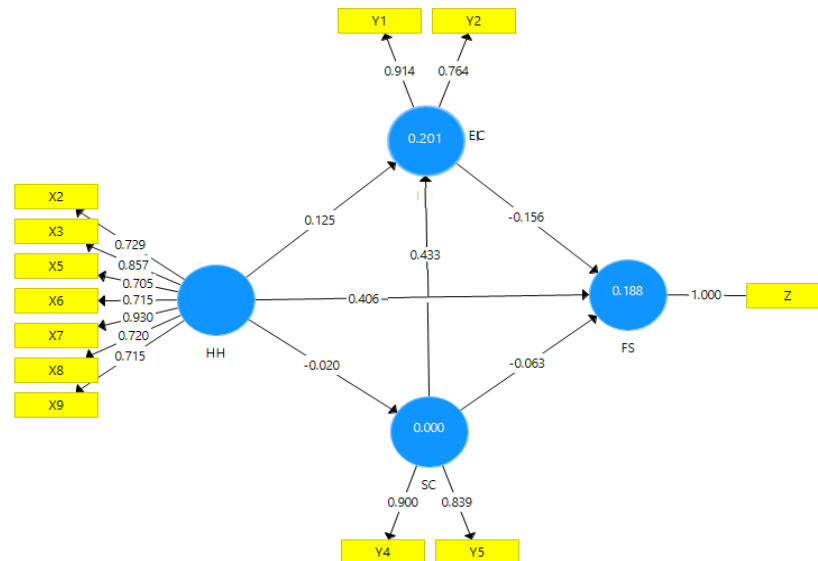 Y1 Y2
0.914 0.764
0.201 EIC
X2
X3
X5
X6
X7
X8
X9
0.729
0.857
0.705
0.715
0.930
0.720
0.715
HH
0.125
-0.156
0.433
0.406
0.188
FS
1.000
Z
-0.020
-0.063
0.000
SC
0.900 0.839
Y4 Y5